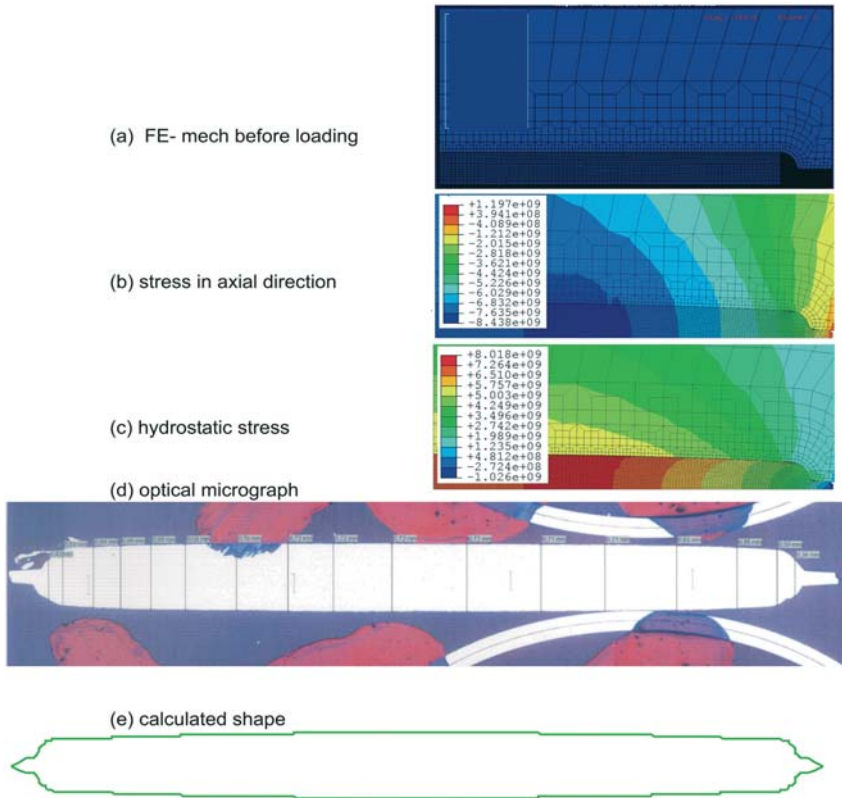 (a) FE- mech before loading
(b) stress in axial direction
+1.197e+09
+3.941e+08
-4.089e+08
-1.212e+09
-2.015e+09
-2.818e+09
-3.621e+09
-4.424e+09
-5.226e+09
-6.029e+09
-6.832e+09
-7.635e+09
-8.438e+09
(c) hydrostatic stress
+8.018e+09
+7.264e+09
+6.510e+09
+5.757e+09
+5.003e+09
+4.249e+09
+3.496e+09
+2.742e+09
+1.989e+09
+1.235e+09
+4.812e+08
-2.724e+08
-1.026e+09
(d) optical micrograph
(e) calculated shape